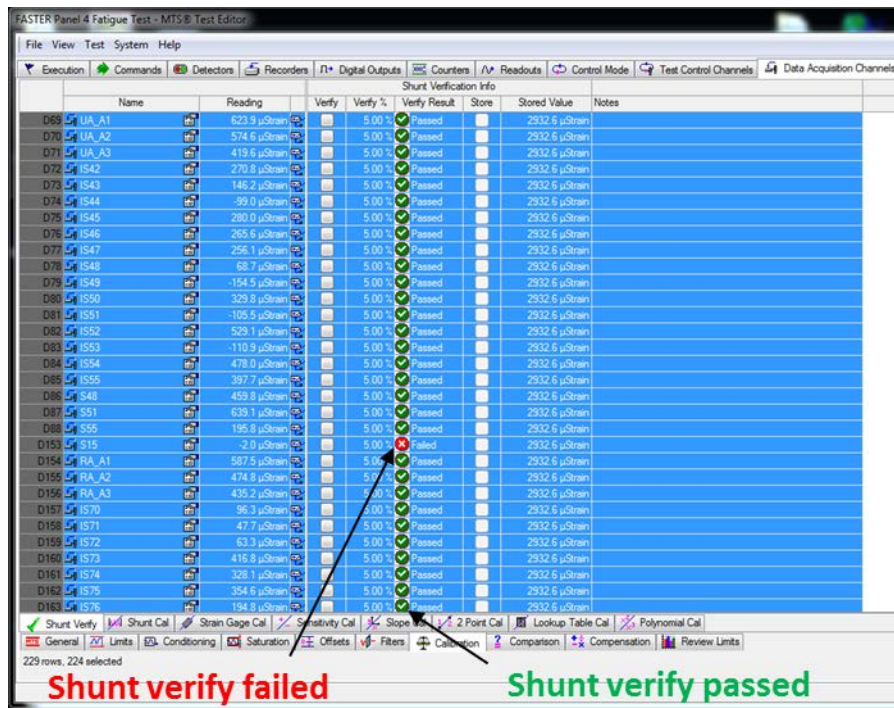 FASTER Panel 4 Fatigue Test - MTS® Test Editor
File View Test System Help
Execution Commands Detectors Recorders Digital Outputs Counters Readouts Control Mode Test Control Channels Data Acquisition Channels
Shunt Verification Info
Name Reading Verify Verify % Verify Result Store Stored Value Notes
D69 UA_A1 623.9 µStrain 5.00 % Passed 2932.6 µStrain
D70 UA_A2 574.6 µStrain 5.00 % Passed 2932.6 µStrain
D71 UA_A3 419.6 µStrain 5.00 % Passed 2932.6 µStrain
D72 IS42 270.8 µStrain 5.00 % Passed 2932.6 µStrain
D73 IS43 146.2 µStrain 5.00 % Passed 2932.6 µStrain
D74 IS44 -99.0 µStrain 5.00 % Passed 2932.6 µStrain
D75 IS45 280.0 µStrain 5.00 % Passed 2932.6 µStrain
D76 IS46 265.6 µStrain 5.00 % Passed 2932.6 µStrain
D77 IS47 256.1 µStrain 5.00 % Passed 2932.6 µStrain
D78 IS48 68.7 µStrain 5.00 % Passed 2932.6 µStrain
D79 IS49 -154.5 µStrain 5.00 % Passed 2932.6 µStrain
D80 IS50 329.8 µStrain 5.00 % Passed 2932.6 µStrain
D81 IS51 -105.5 µStrain 5.00 % Passed 2932.6 µStrain
D82 IS52 529.1 µStrain 5.00 % Passed 2932.6 µStrain
D83 IS53 -110.9 µStrain 5.00 % Passed 2932.6 µStrain
D84 IS54 478.0 µStrain 5.00 % Passed 2932.6 µStrain
D85 IS55 397.7 µStrain 5.00 % Passed 2932.6 µStrain
D86 S48 459.8 µStrain 5.00 % Passed 2932.6 µStrain
D87 S51 639.1 µStrain 5.00 % Passed 2932.6 µStrain
D88 S55 195.8 µStrain 5.00 % Passed 2932.6 µStrain
D153 S15 -2.0 µStrain 5.00 % Failed 2932.6 µStrain
D154 RA_A1 587.5 µStrain 5.00 % Passed 2932.6 µStrain
D155 RA_A2 474.8 µStrain 5.00 % Passed 2932.6 µStrain
D156 RA_A3 435.2 µStrain 5.00 % Passed 2932.6 µStrain
D157 IS70 96.3 µStrain 5.00 % Passed 2932.6 µStrain
D158 IS71 47.7 µStrain 5.00 % Passed 2932.6 µStrain
D159 IS72 63.3 µStrain 5.00 % Passed 2932.6 µStrain
D160 IS73 416.8 µStrain 5.00 % Passed 2932.6 µStrain
D161 IS74 328.1 µStrain 5.00 % Passed 2932.6 µStrain
D162 IS75 354.6 µStrain 5.00 % Passed 2932.6 µStrain
D163 IS76 194.8 µStrain 5.00 % Passed 2932.6 µStrain
Shunt Verify Shunt Cal Strain Gage Cal Sensitivity Cal Slope Cal 2 Point Cal Lookup Table Cal Polynomial Cal
General Limits Conditioning Saturation Offsets Filters Calibration Comparison Compensation Review Limits
229 rows, 224 selected
Shunt verify failed Shunt verify passed